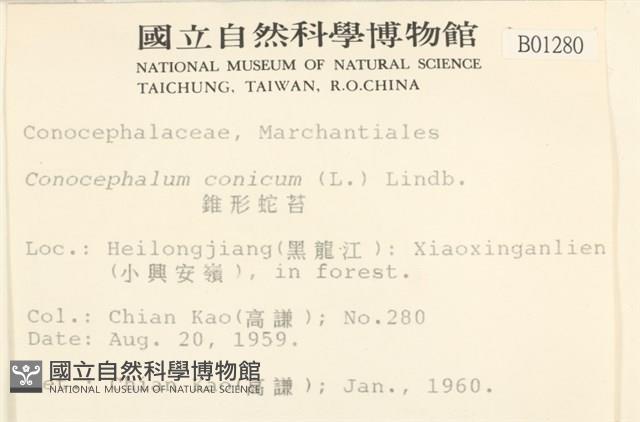 國立自然科學博物館
NATIONAL MUSEUM OF NATURAL SCIENCE
TAICHUNG, TAIWAN, R.O.CHINA
B01280
Conocephalaceae, Marchantiales
Conocephalum conicum (L.) Lindb.
錐形蛇苔
Loc.: Heilongjiang(黑龍江): Xiaoxinganlien
(小興安嶺), in forest.
Col.: Chian Kao(高謙); No.280
Date: Aug. 20, 1959.
高謙); Jan., 1960.
國立自然科學博物館
NATIONAL MUSEUM OF NATURAL SCIENCE